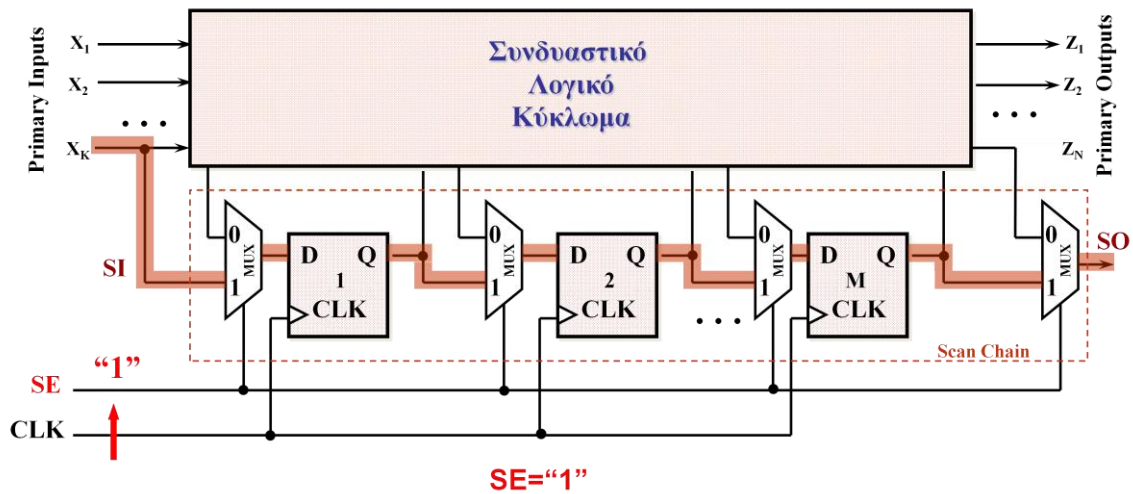 Primary Inputs
X1
X2
. . .
XK
Συνδυαστικό
Λογικό
Κύκλωμα
Z1
Z2
. . .
ZN
Primary Outputs
SI
0
1
MUX
D Q
1
CLK
0
1
MUX
D Q
2
CLK
. . .
0
1
MUX
D Q
M
CLK
0
1
MUX
SO
Scan Chain
“1”
SE
CLK
SE=“1”